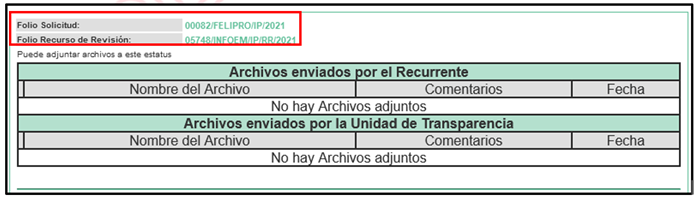 Folio Solicitud: 00082/FELIPRO/IP/2021
Folio Recurso de Revisión: 05748/INFOEM/IP/RR/2021
Puede adjuntar archivos a este estatus
Archivos enviados por el Recurrente
Nombre del Archivo Comentarios Fecha
No hay Archivos adjuntos
Archivos enviados por la Unidad de Transparencia
Nombre del Archivo Comentarios Fecha
No hay Archivos adjuntos